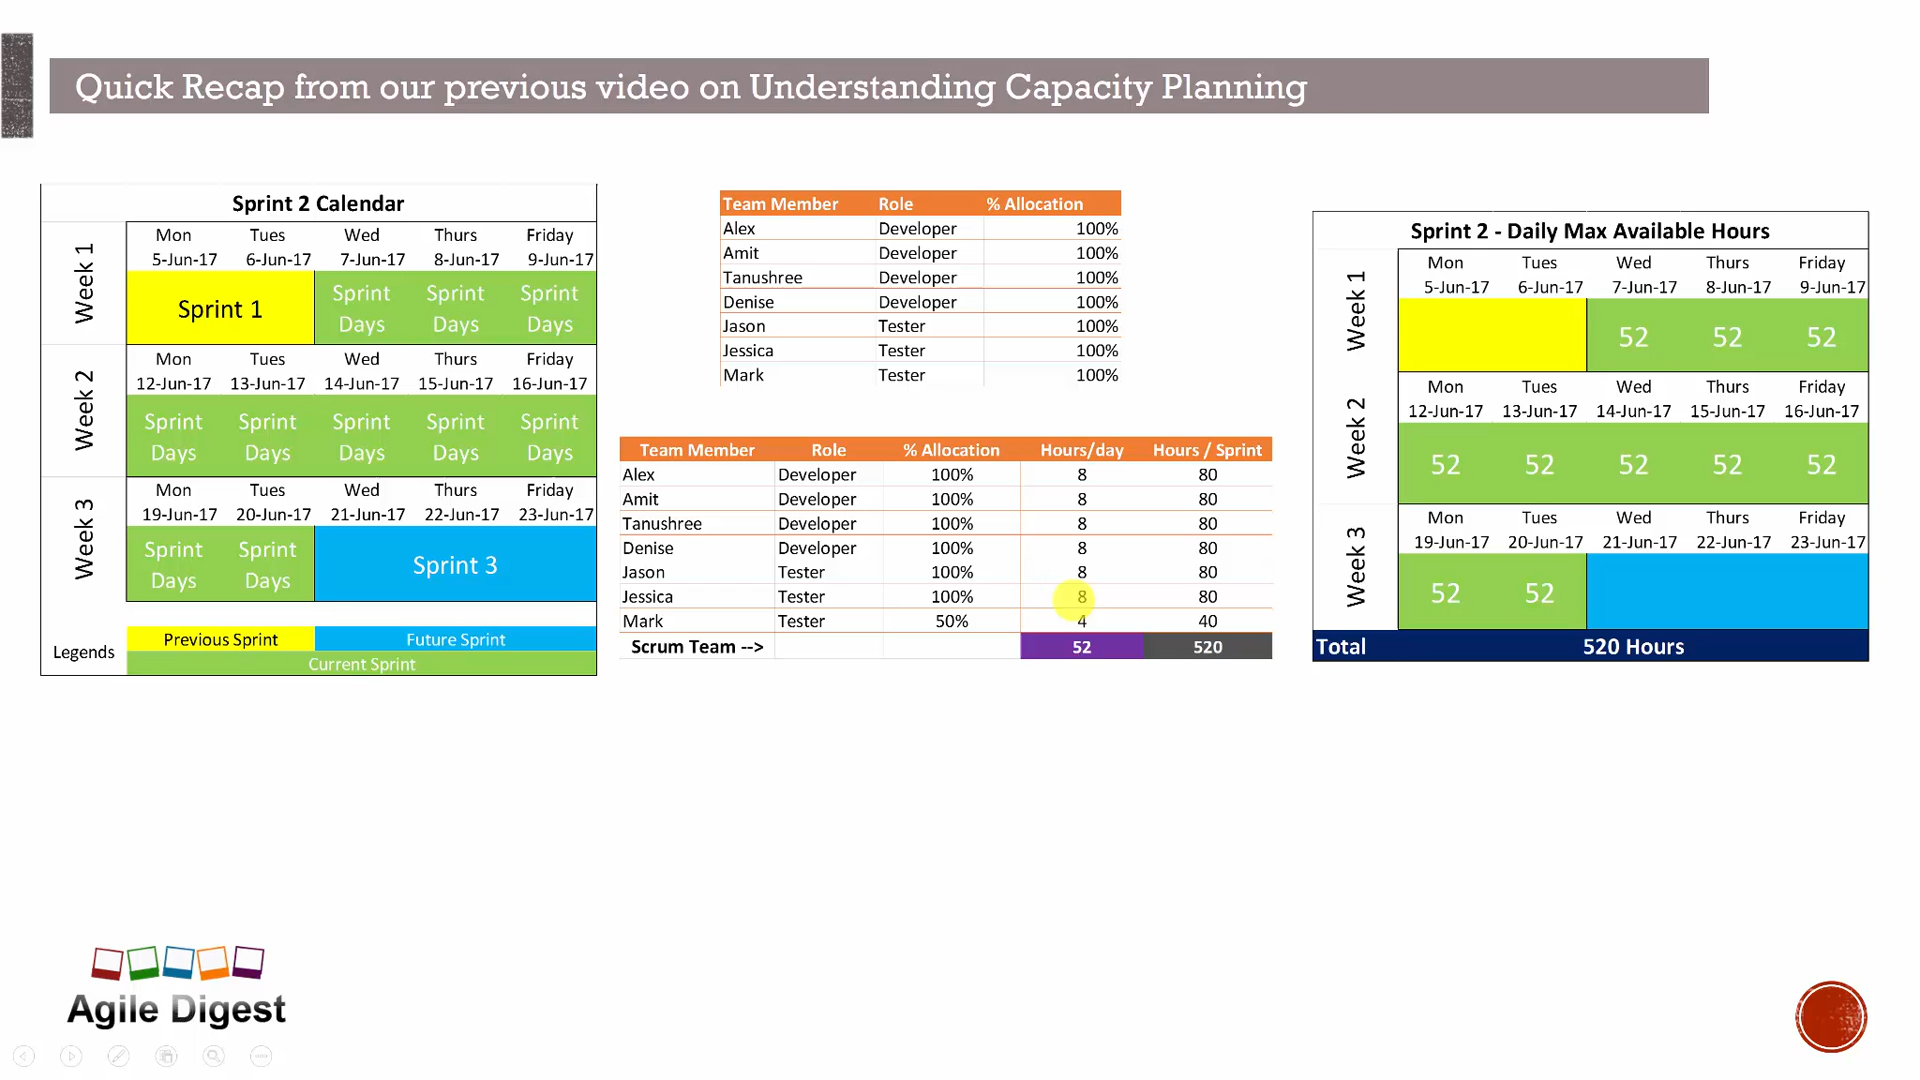 Quick Recap from our previous video on Understanding Capacity Planning
Sprint 2 Calendar
Week 1
Mon Tues Wed Thurs Friday
5-Jun-17 6-Jun-17 7-Jun-17 8-Jun-17 9-Jun-17
Sprint 1 Sprint Days Sprint Days Sprint Days
Week 2
Mon Tues Wed Thurs Friday
12-Jun-17 13-Jun-17 14-Jun-17 15-Jun-17 16-Jun-17
Sprint Days Sprint Days Sprint Days Sprint Days Sprint Days
Week 3
Mon Tues Wed Thurs Friday
19-Jun-17 20-Jun-17 21-Jun-17 22-Jun-17 23-Jun-17
Sprint Days Sprint Days Sprint 3
Legends
Previous Sprint Future Sprint
Current Sprint
Team Member Role % Allocation
Alex Developer 100%
Amit Developer 100%
Tanushree Developer 100%
Denise Developer 100%
Jason Tester 100%
Jessica Tester 100%
Mark Tester 100%
Team Member Role % Allocation Hours/day Hours / Sprint
Alex Developer 100% 8 80
Amit Developer 100% 8 80
Tanushree Developer 100% 8 80
Denise Developer 100% 8 80
Jason Tester 100% 8 80
Jessica Tester 100% 8 80
Mark Tester 50% 4 40
Scrum Team --> 52 520
Sprint 2 - Daily Max Available Hours
Week 1
Mon Tues Wed Thurs Friday
5-Jun-17 6-Jun-17 7-Jun-17 8-Jun-17 9-Jun-17
52 52 52
Week 2
Mon Tues Wed Thurs Friday
12-Jun-17 13-Jun-17 14-Jun-17 15-Jun-17 16-Jun-17
52 52 52 52 52
Week 3
Mon Tues Wed Thurs Friday
19-Jun-17 20-Jun-17 21-Jun-17 22-Jun-17 23-Jun-17
52 52
Total 520 Hours
Agile Digest